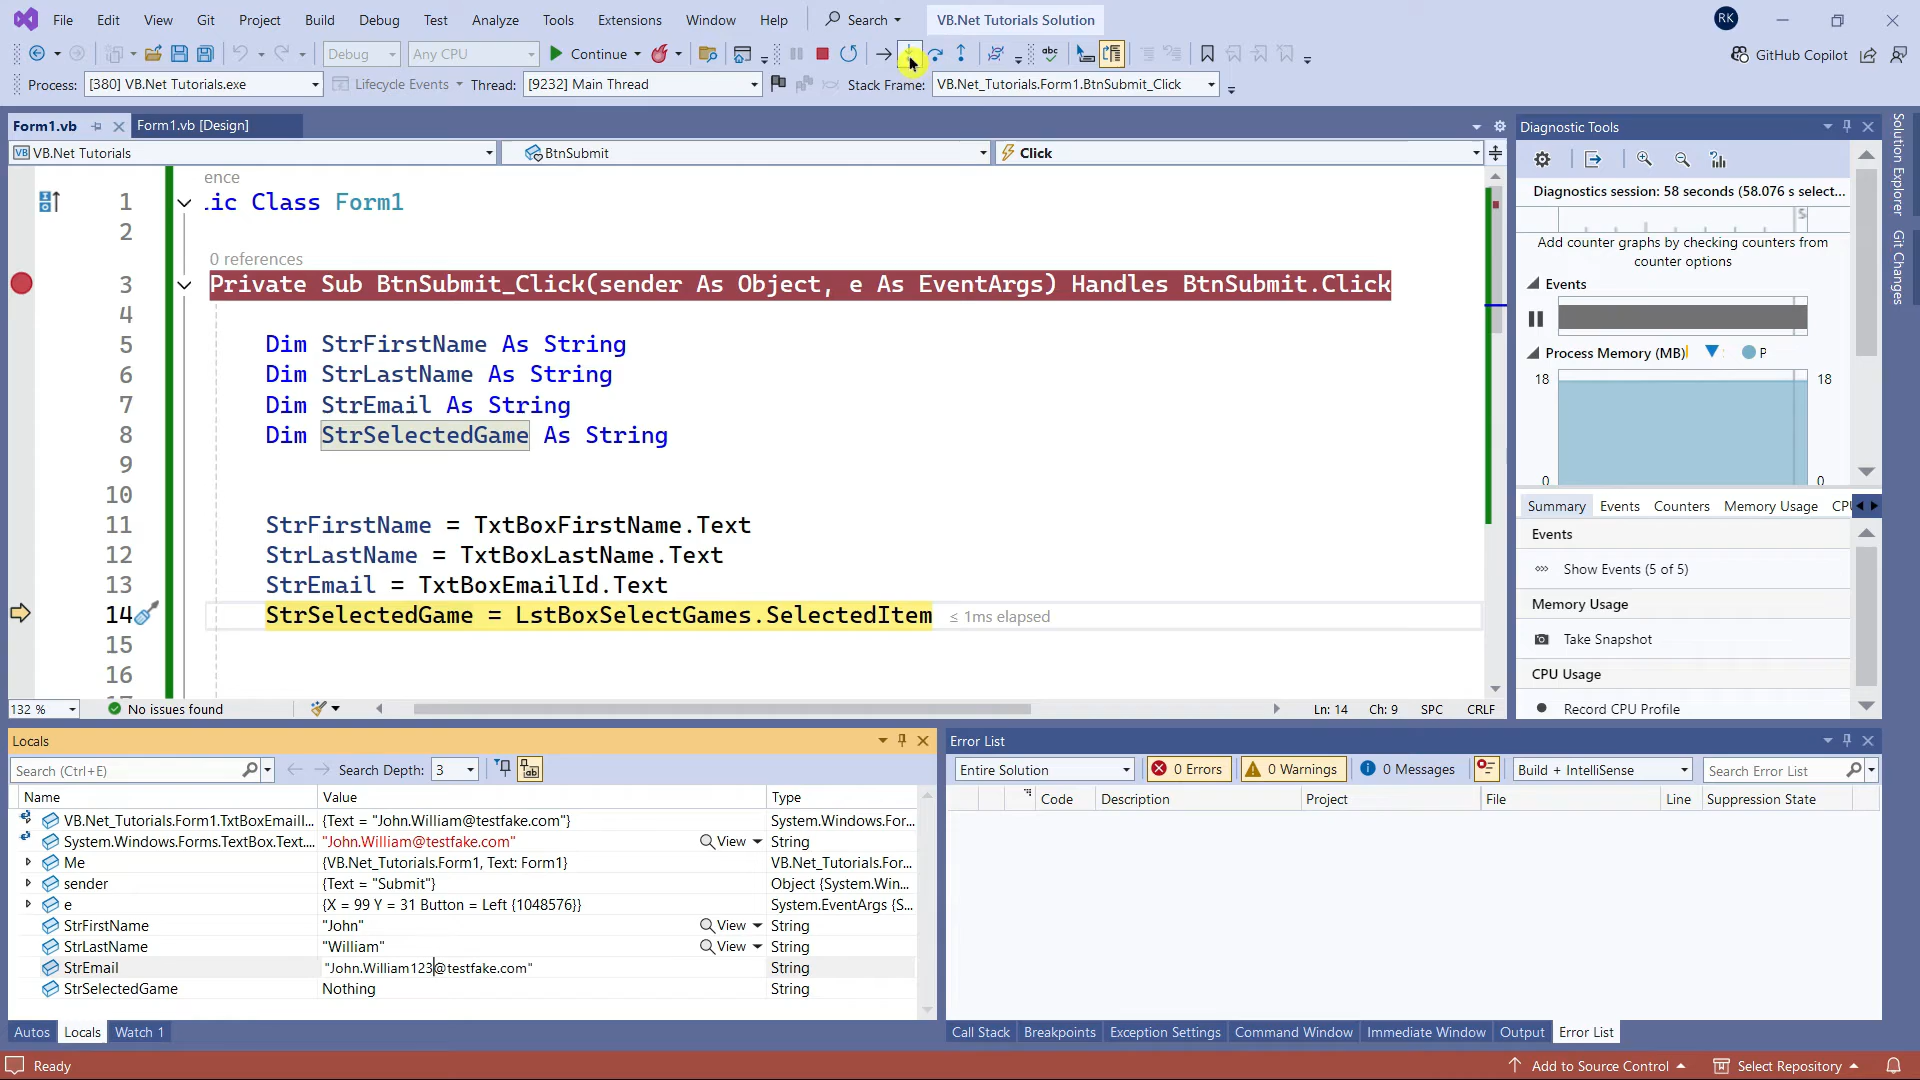 File Edit View Git Project Build Debug Test Analyze Tools Extensions Window Help Search VB.Net Tutorials Solution RK
Debug Any CPU Continue abc GitHub Copilot
Process: [380] VB.Net Tutorials.exe Lifecycle Events Thread: [9232] Main Thread Stack Frame: VB.Net_Tutorials.Form1.BtnSubmit_Click
Form1.vb Form1.vb [Design]
VB VB.Net Tutorials BtnSubmit Click
ence
1 ic Class Form1
2
0 references
3 Private Sub BtnSubmit_Click(sender As Object, e As EventArgs) Handles BtnSubmit.Click
4
5 Dim StrFirstName As String
6 Dim StrLastName As String
7 Dim StrEmail As String
8 Dim StrSelectedGame As String
9
10
11 StrFirstName = TxtBoxFirstName.Text
12 StrLastName = TxtBoxLastName.Text
13 StrEmail = TxtBoxEmailId.Text
14 StrSelectedGame = LstBoxSelectGames.SelectedItem ≤ 1ms elapsed
15
16
132 % No issues found Ln: 14 Ch: 9 SPC CRLF
Diagnostic Tools
Diagnostics session: 58 seconds (58.076 s select...
Add counter graphs by checking counters from
counter options
Events
Process Memory (MB) P
18 18
0 0
Summary Events Counters Memory Usage CPU
Events
Show Events (5 of 5)
Memory Usage
Take Snapshot
CPU Usage
Record CPU Profile
Solution Explorer
Git Changes
Locals
Search (Ctrl+E) Search Depth: 3
Name Value Type
VB.Net_Tutorials.Form1.TxtBoxEmailI... {Text = "John.William@testfake.com"} System.Windows.For...
System.Windows.Forms.TextBox.Text.... "John.William@testfake.com" View String
Me {VB.Net_Tutorials.Form1, Text: Form1} VB.Net_Tutorials.For...
sender {Text = "Submit"} Object {System.Win...
e {X = 99 Y = 31 Button = Left {1048576}} System.EventArgs {S...
StrFirstName "John" View String
StrLastName "William" View String
StrEmail "John.William123@testfake.com" String
StrSelectedGame Nothing String
Autos Locals Watch 1
Error List
Entire Solution 0 Errors 0 Warnings 0 Messages Build + IntelliSense Search Error List
Code Description Project File Line Suppression State
Call Stack Breakpoints Exception Settings Command Window Immediate Window Output Error List
Ready Add to Source Control Select Repository